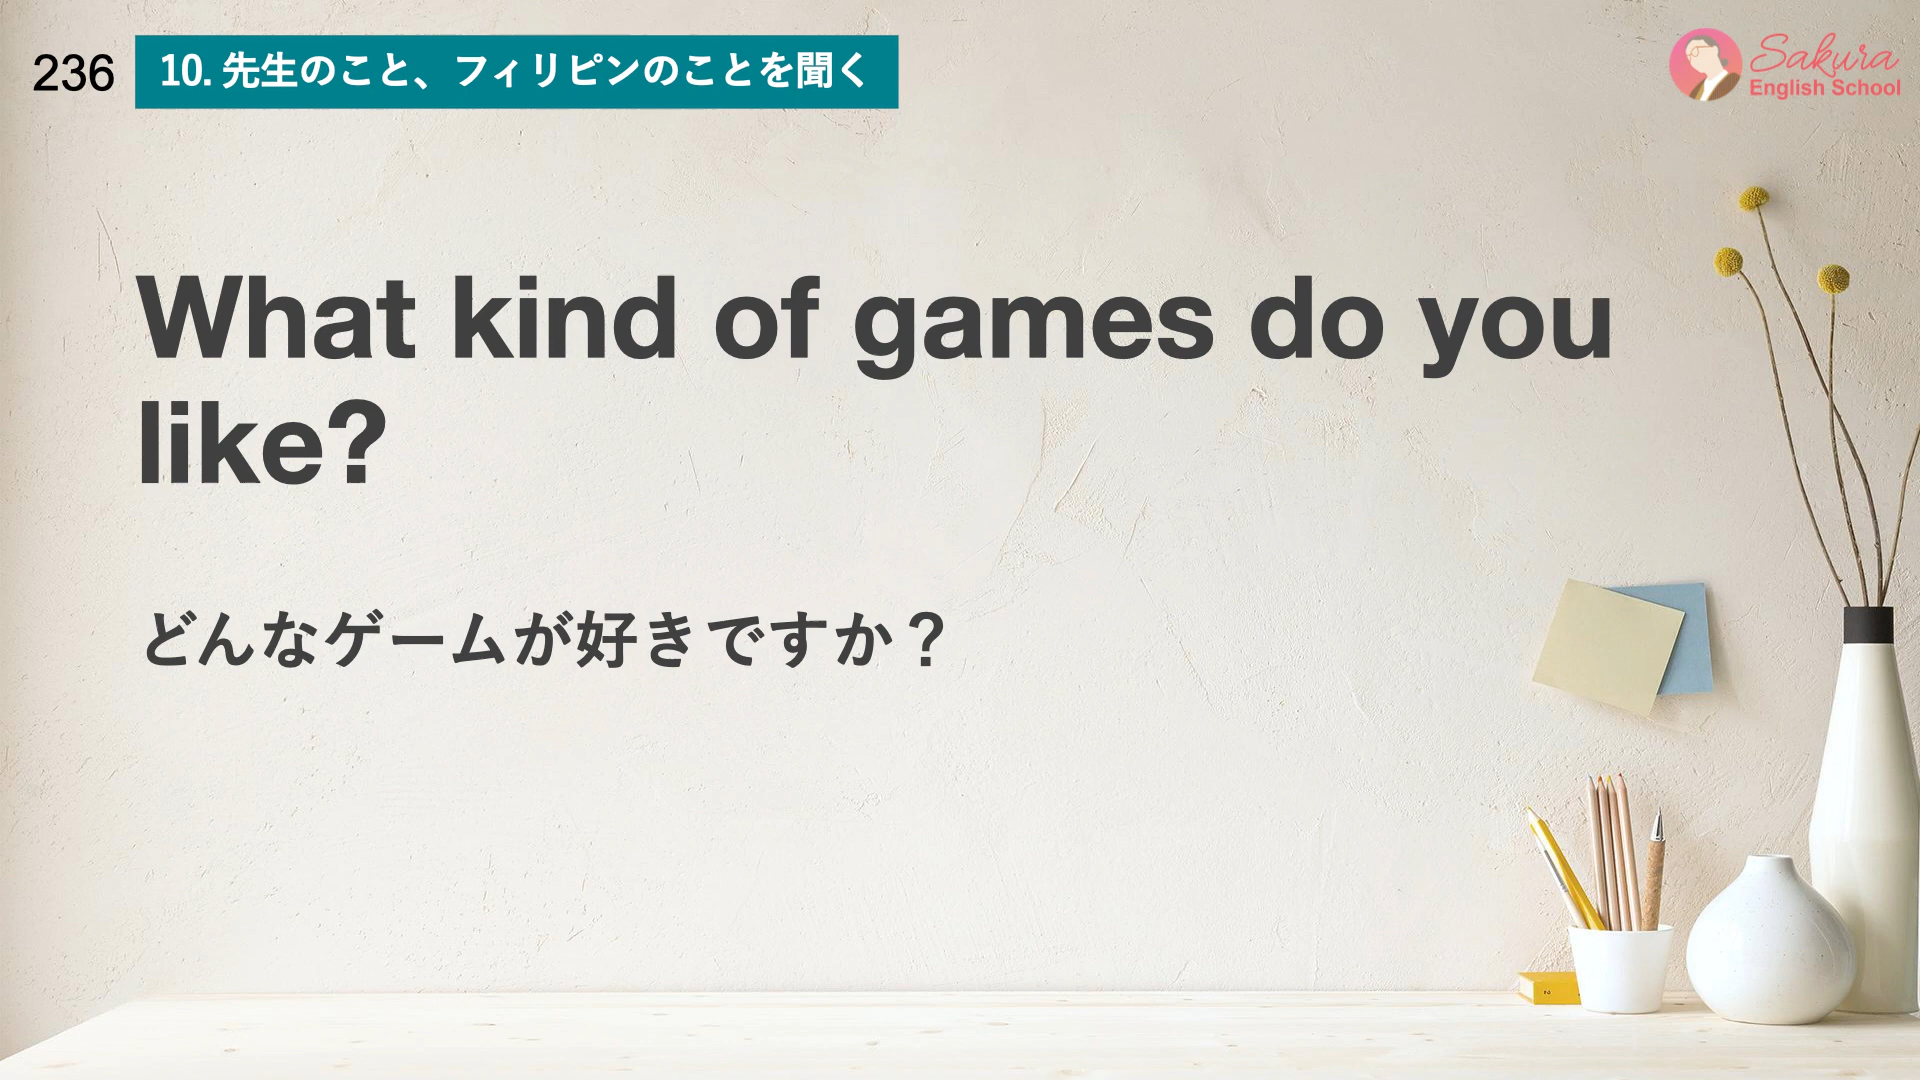 236
10. 先生のこと、フィリピンのことを聞く
Sakura
English School
What kind of games do you
like?
どんなゲームが好きですか？